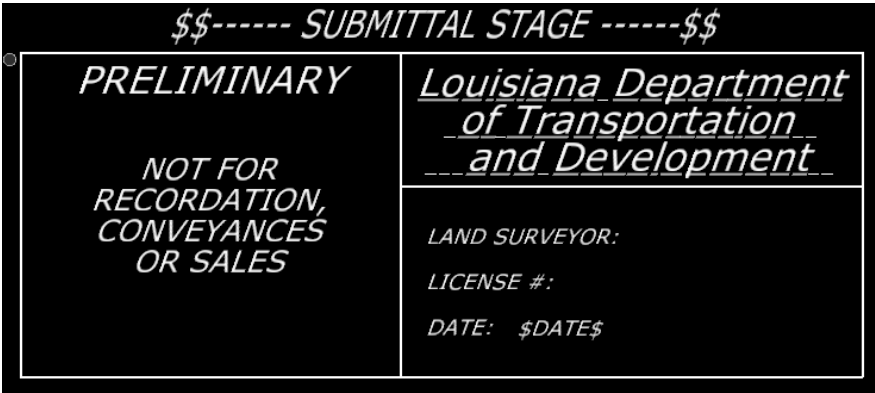 $$------ SUBMITTAL STAGE ------$$
PRELIMINARY
NOT FOR
RECORDATION,
CONVEYANCES
OR SALES
Louisiana Department
of Transportation
and Development
LAND SURVEYOR:
LICENSE #:
DATE: $DATE$